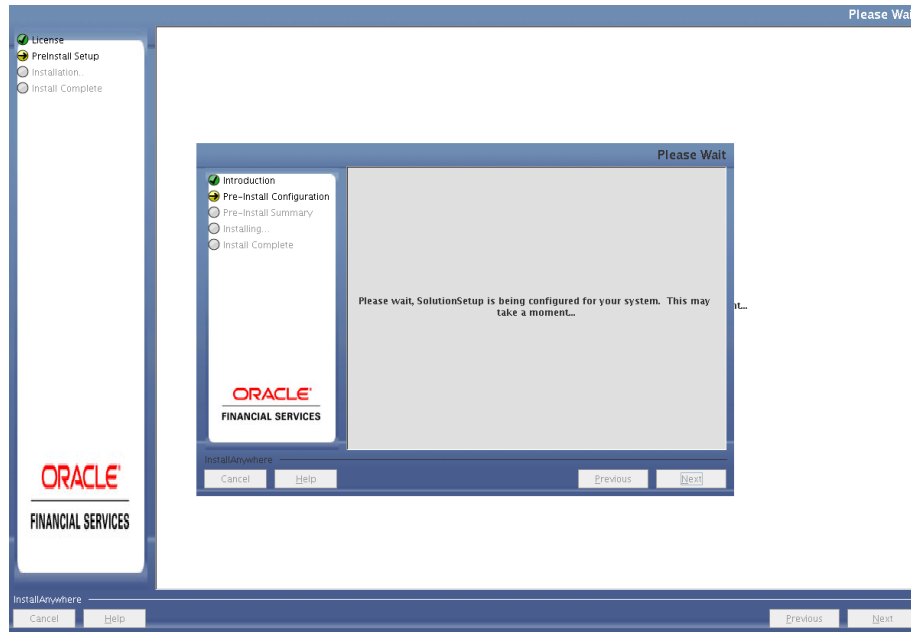 Please Wai
License
PreInstall Setup
Installation...
Install Complete
Please Wait
Introduction
Pre-Install Configuration
Pre-Install Summary
Installing...
Install Complete
Please wait, SolutionSetup is being configured for your system. This may
take a moment...
nt...
ORACLE
FINANCIAL SERVICES
InstallAnywhere
Cancel
Help
Previous
Next
ORACLE
FINANCIAL SERVICES
InstallAnywhere
Cancel
Help
Previous
Next